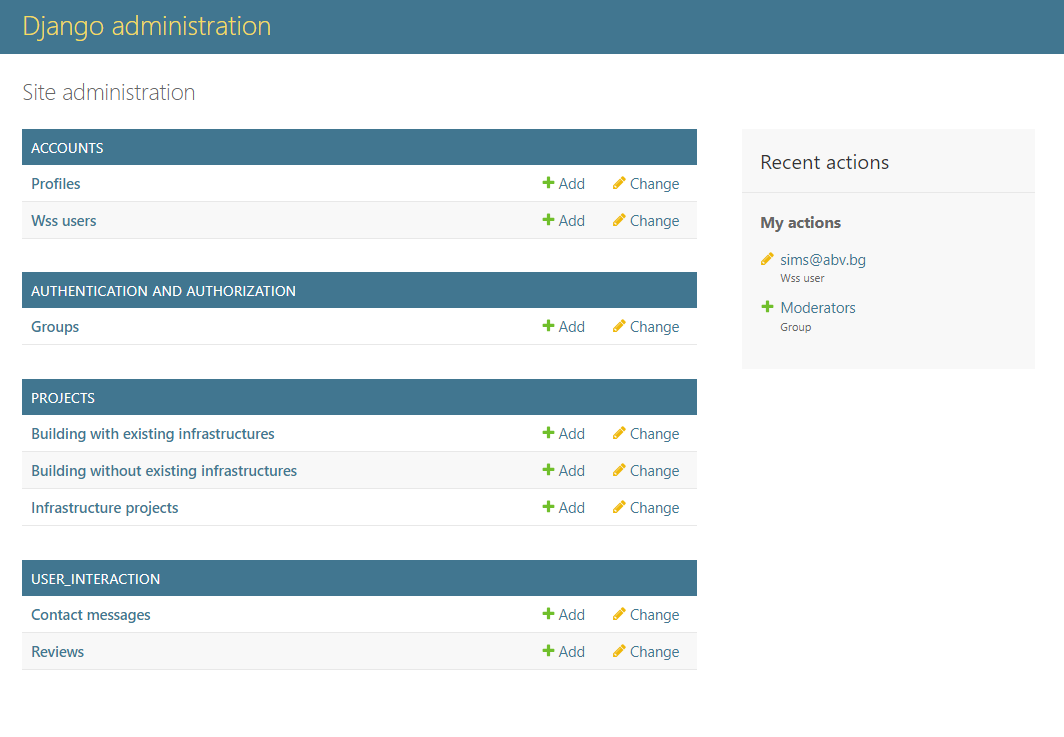 Django administration
Site administration
ACCOUNTS
Profiles Add Change
Wss users Add Change
AUTHENTICATION AND AUTHORIZATION
Groups Add Change
PROJECTS
Building with existing infrastructures Add Change
Building without existing infrastructures Add Change
Infrastructure projects Add Change
USER_INTERACTION
Contact messages Add Change
Reviews Add Change
Recent actions
My actions
sims@abv.bg
Wss user
Moderators
Group